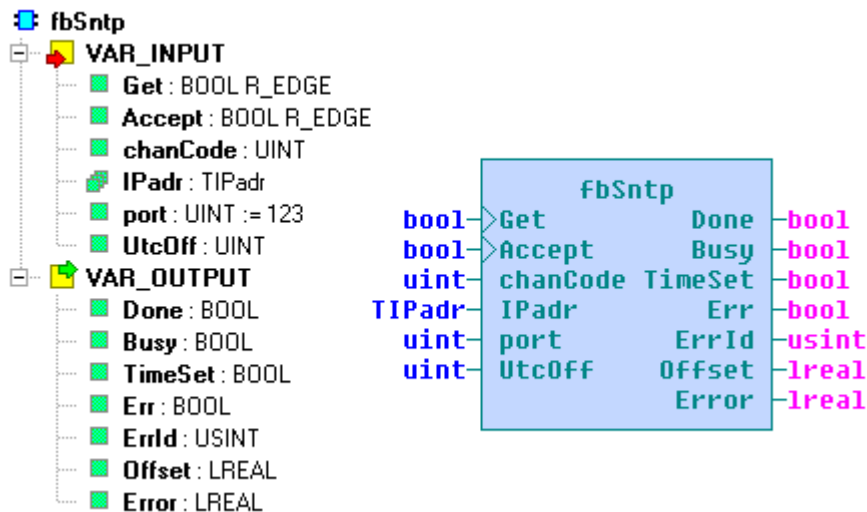 fbSntp
VAR_INPUT
Get : BOOL R_EDGE
Accept : BOOL R_EDGE
chanCode : UINT
IPadr : TIPadr
port : UINT := 123
UtcOff : UINT
VAR_OUTPUT
Done : BOOL
Busy : BOOL
TimeSet : BOOL
Err : BOOL
ErrId : USINT
Offset : LREAL
Error : LREAL
fbSntp
bool Get Done bool
bool Accept Busy bool
uint chanCode TimeSet bool
TIPadr IPadr Err bool
uint port ErrId usint
uint UtcOff Offset lreal
Error lreal